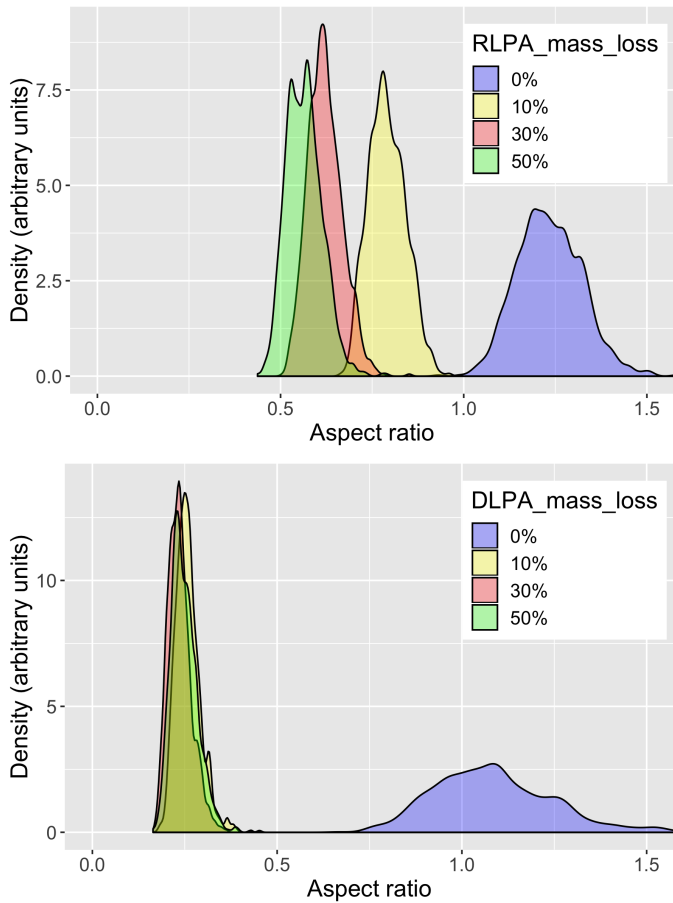 RLPA_mass_loss
0%
10%
30%
50%
Density (arbitrary units)
7.5
5.0
2.5
0.0
0.0 0.5 1.0 1.5
Aspect ratio
DLPA_mass_loss
0%
10%
30%
50%
Density (arbitrary units)
10
5
0
0.0 0.5 1.0 1.5
Aspect ratio